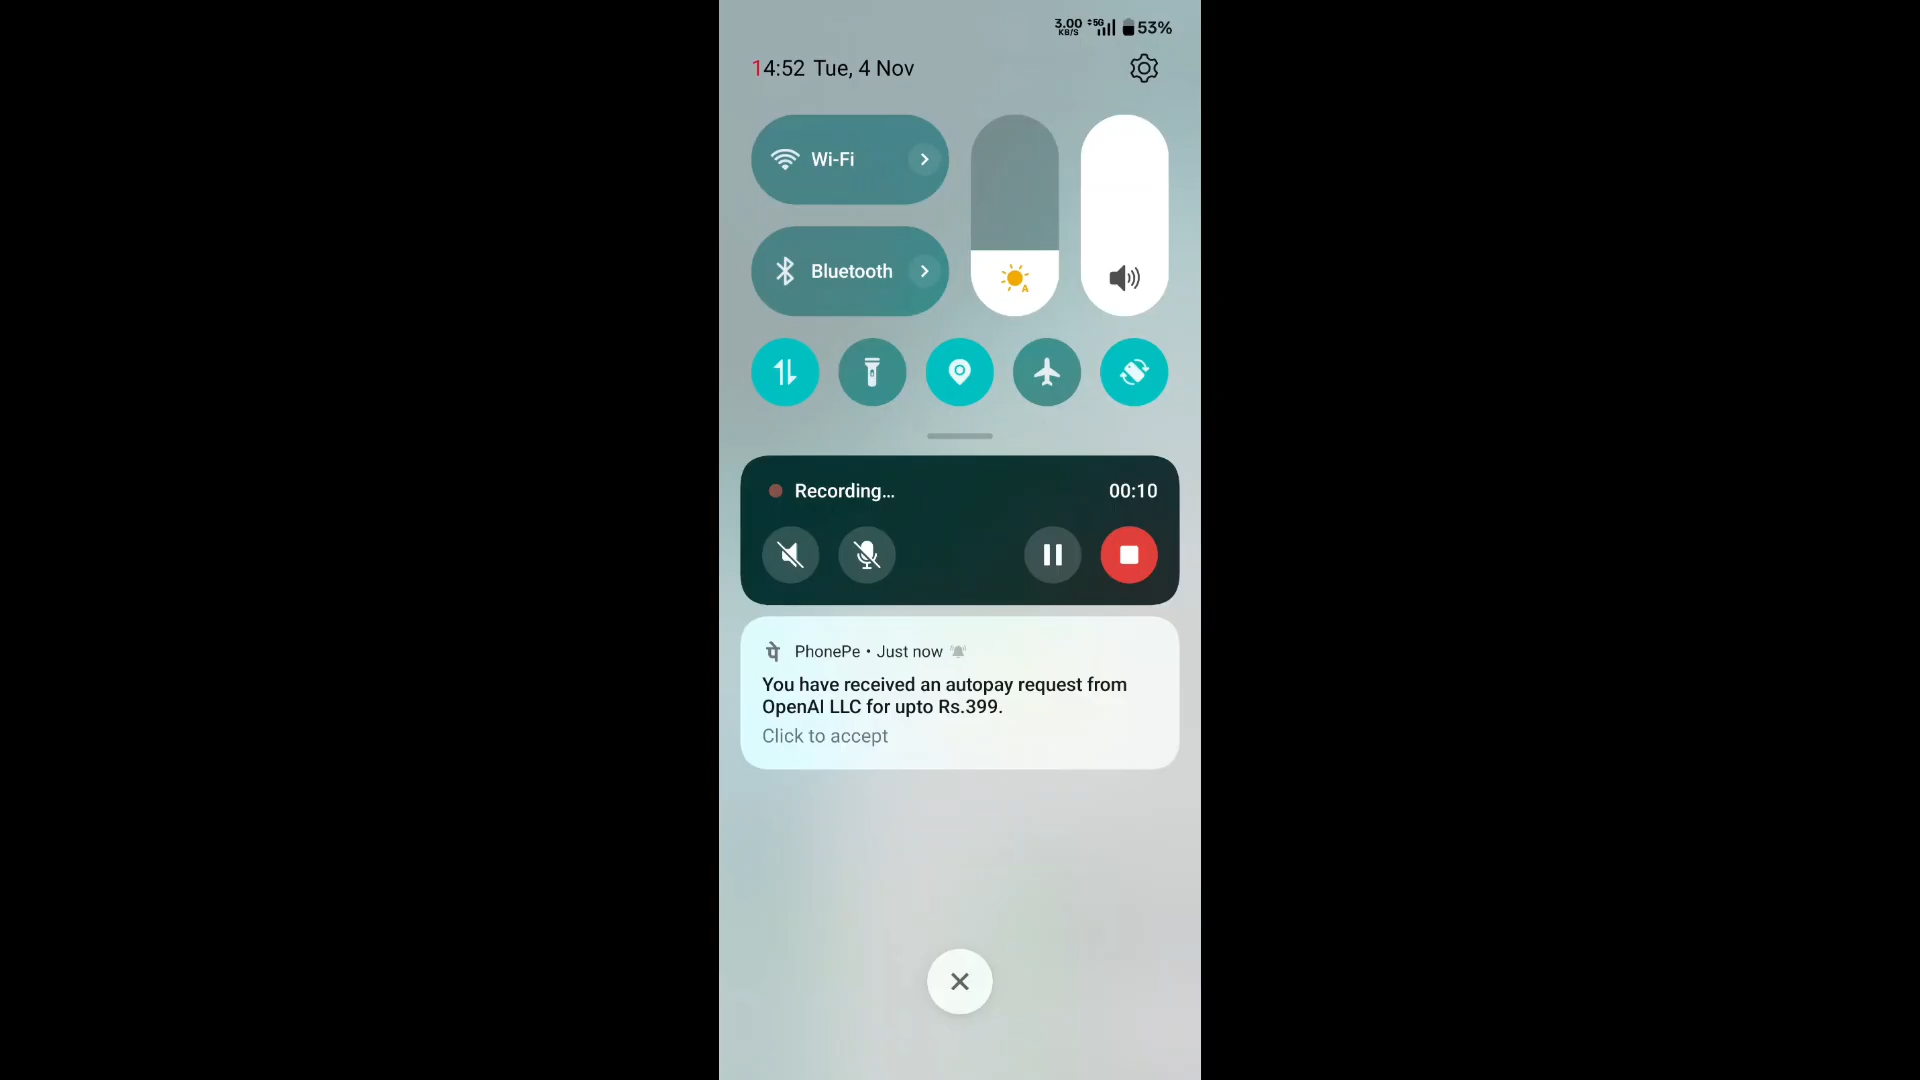 3.00 KB/S 5G 53%
14:52 Tue, 4 Nov
Wi-Fi
Bluetooth
A
Recording... 00:10
पे PhonePe • Just now
You have received an autopay request from
OpenAI LLC for upto Rs.399.
Click to accept